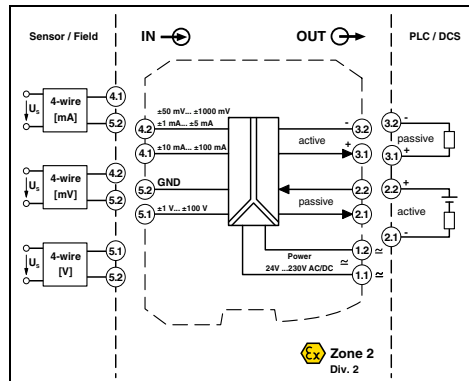 Sensor / Field
IN
OUT
PLC / DCS
Us
4-wire
[mA]
4.1
5.2
Us
4-wire
[mV]
4.2
5.2
Us
4-wire
[V]
5.1
5.2
±50 mV... ±1000 mV
±1 mA... ±5 mA
4.2
±10 mA... ±100 mA
4.1
GND
5.2
±1 V... ±100 V
5.1
active
- 3.2
+ 3.1
passive
2.2
2.1
Power
24V ...230V AC/DC
1.2 ≃
≃ 1.1 ≃
3.2 -
passive
3.1 +
2.2 +
active
2.1 -
Ex Zone 2
Div. 2